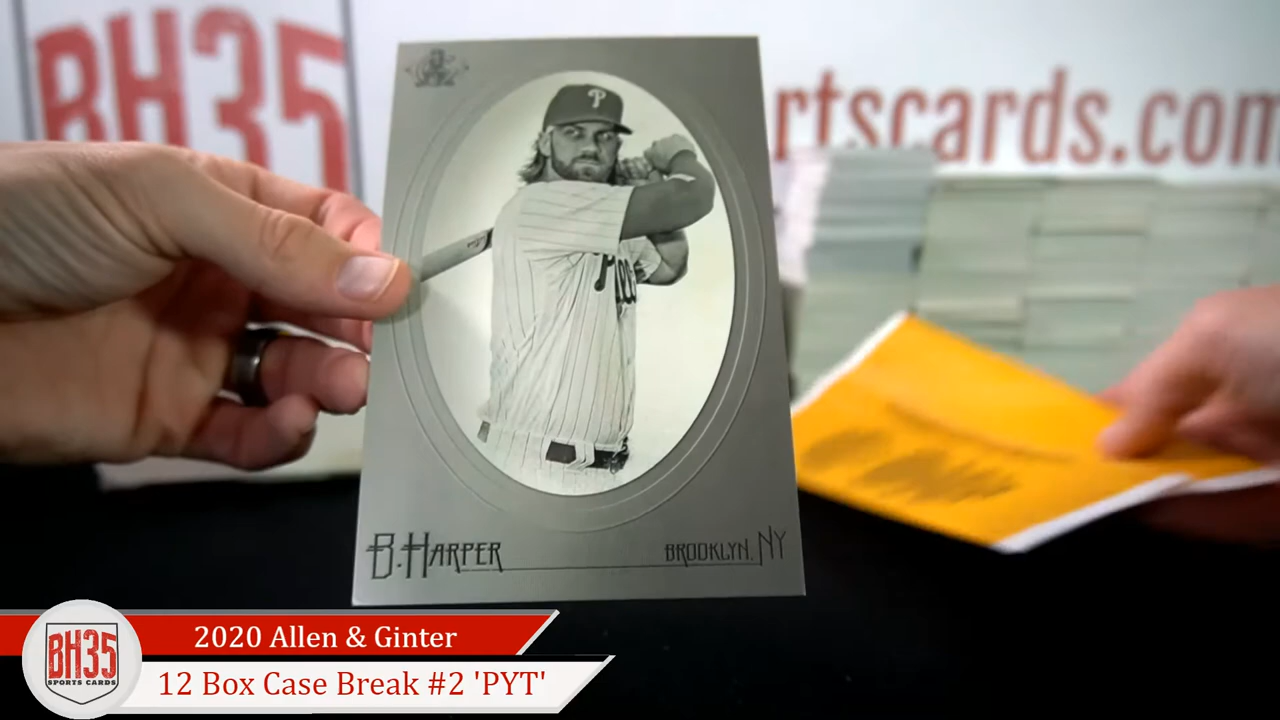 BH35
rtscards.com
P
B. HARPER
BROOKLYN. NY
BH35
SPORTS CARDS
2020 Allen & Ginter
12 Box Case Break #2 'PYT'